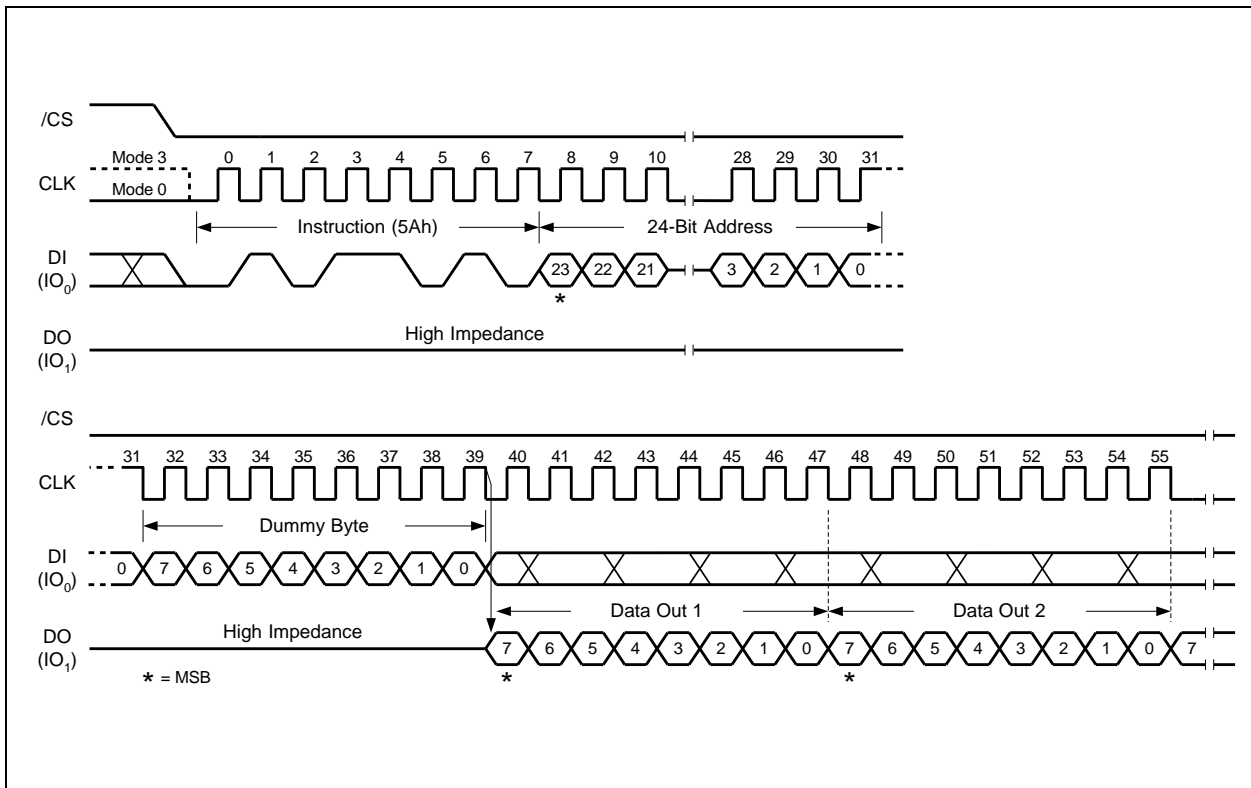 /CS
Mode 3 0 1 2 3 4 5 6 7 8 9 10 28 29 30 31
CLK Mode 0
Instruction (5Ah) 24-Bit Address
DI
(IO0) 23 22 21 3 2 1 0
*
DO High Impedance
(IO1)
/CS
31 32 33 34 35 36 37 38 39 40 41 42 43 44 45 46 47 48 49 50 51 52 53 54 55
CLK
Dummy Byte
DI
(IO0) 0 7 6 5 4 3 2 1 0
Data Out 1 Data Out 2
DO High Impedance
(IO1) 7 6 5 4 3 2 1 0 7 6 5 4 3 2 1 0 7
* = MSB * *